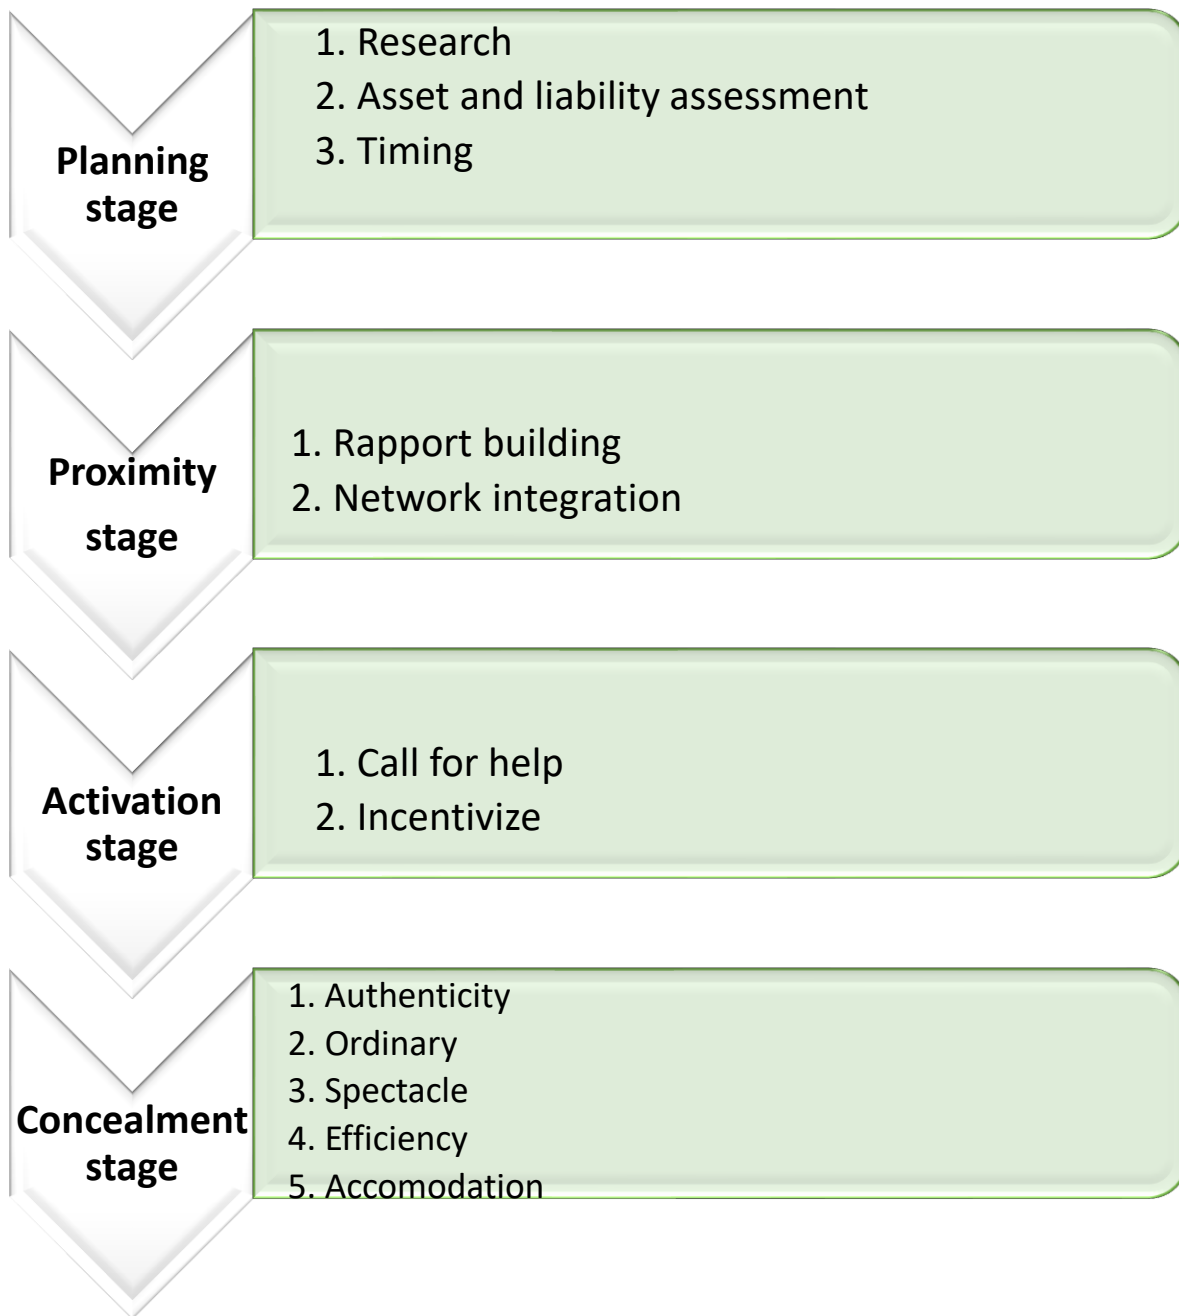 Planning
stage
1. Research
2. Asset and liability assessment
3. Timing
Proximity
stage
1. Rapport building
2. Network integration
Activation
stage
1. Call for help
2. Incentivize
Concealment
stage
1. Authenticity
2. Ordinary
3. Spectacle
4. Efficiency
5. Accomodation